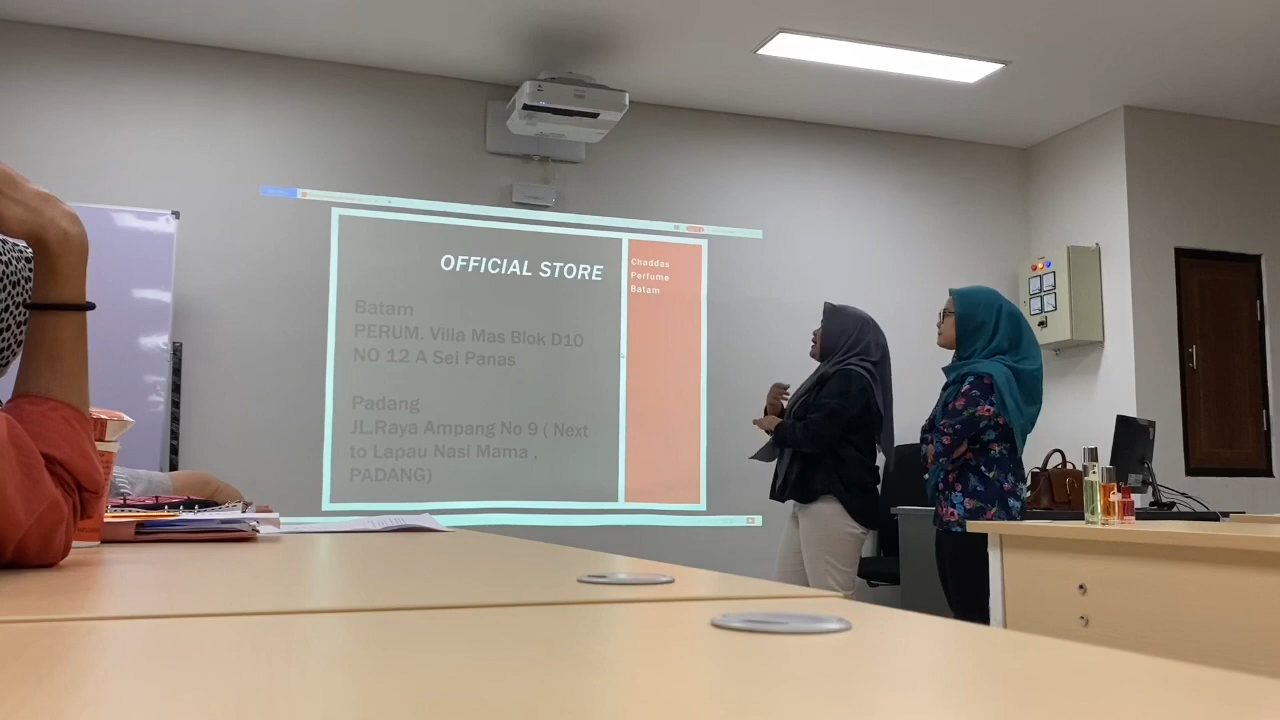 OFFICIAL STORE
Batam
PERUM. Villa Mas Blok D10
NO 12 A Sei Panas
Padang
JL.Raya Ampang No 9 ( Next
to Lapau Nasi Mama ,
PADANG)
Chaddas
Perfume
Batam